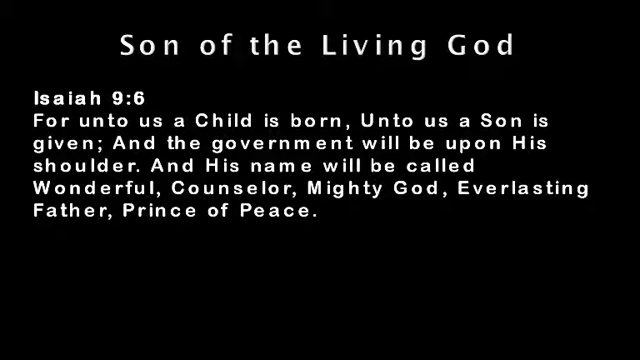 Son of the Living God
Isaiah 9:6
For unto us a Child is born, Unto us a Son is
given; And the government will be upon His
shoulder. And His name will be called
Wonderful, Counselor, Mighty God, Everlasting
Father, Prince of Peace.